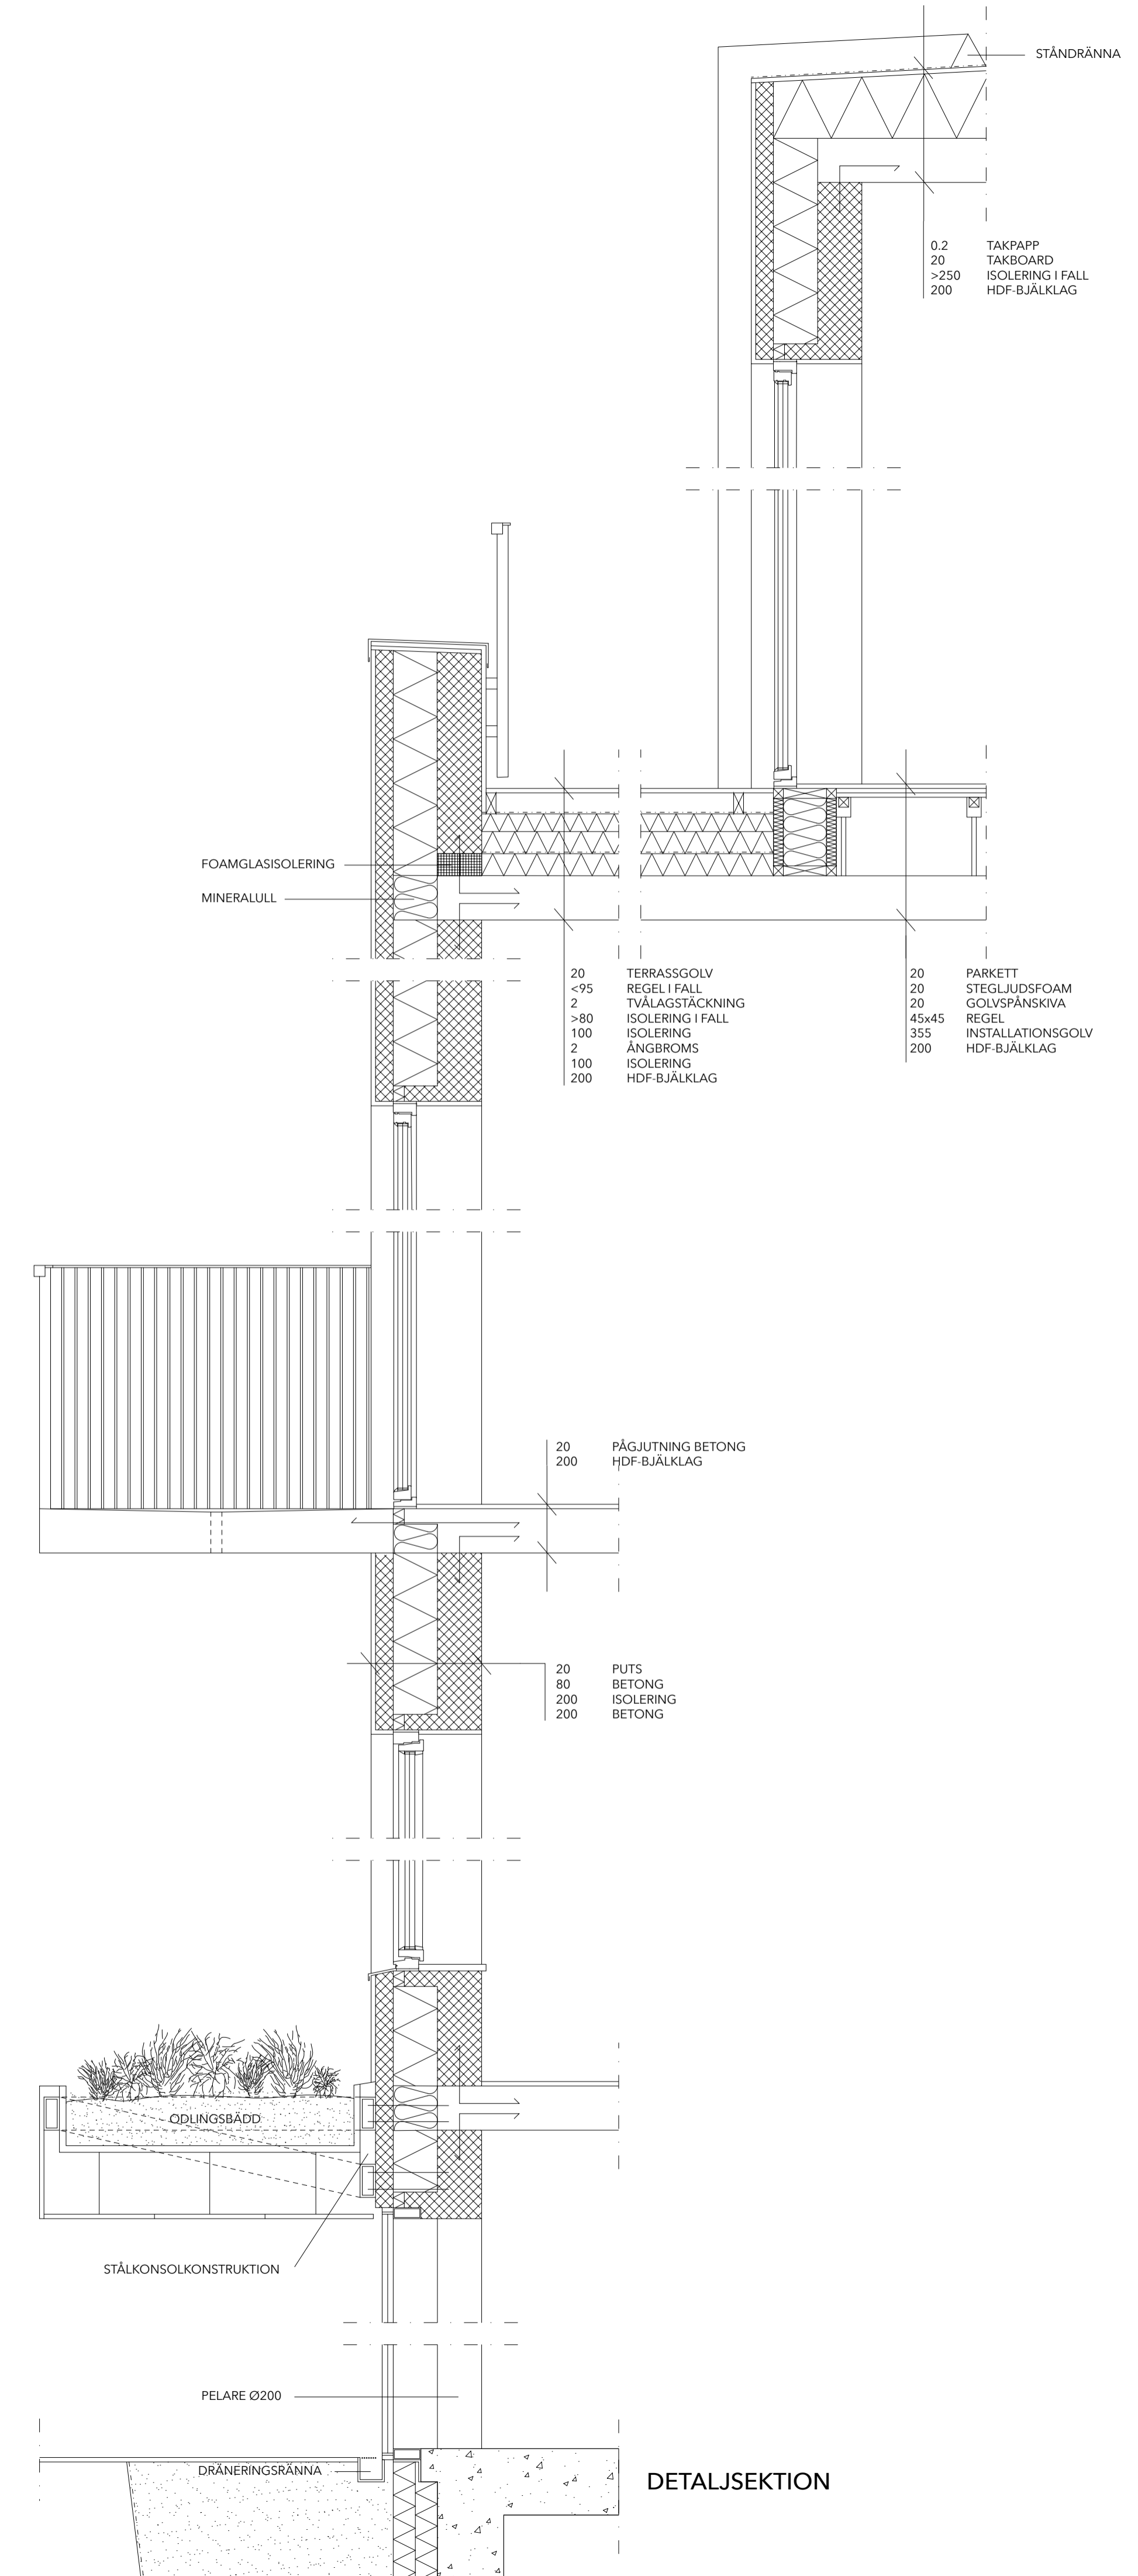 STÅNDRÄNNA
0.2 TAKPAPP
20 TAKBOARD
>250 ISOLERING I FALL
200 HDF-BJÄLKLAG
FOAMGLASISOLERING
MINERALULL
20 TERRASSGOLV
<95 REGEL I FALL
2 TVÅLAGSTÄCKNING
>80 ISOLERING I FALL
100 ISOLERING
2 ÅNGBROMS
100 ISOLERING
200 HDF-BJÄLKLAG
20 PARKETT
20 STEGLJUDSFOAM
20 GOLVSPÅNSKIVA
45x45 REGEL
355 INSTALLATIONSGOLV
200 HDF-BJÄLKLAG
20 PÅGJUTNING BETONG
200 HDF-BJÄLKLAG
20 PUTS
80 BETONG
200 ISOLERING
200 BETONG
ODLINGSBÄDD
STÅLKONSOLKONSTRUKTION
PELARE Ø200
DRÄNERINGSRÄNNA
DETALJSEKTION